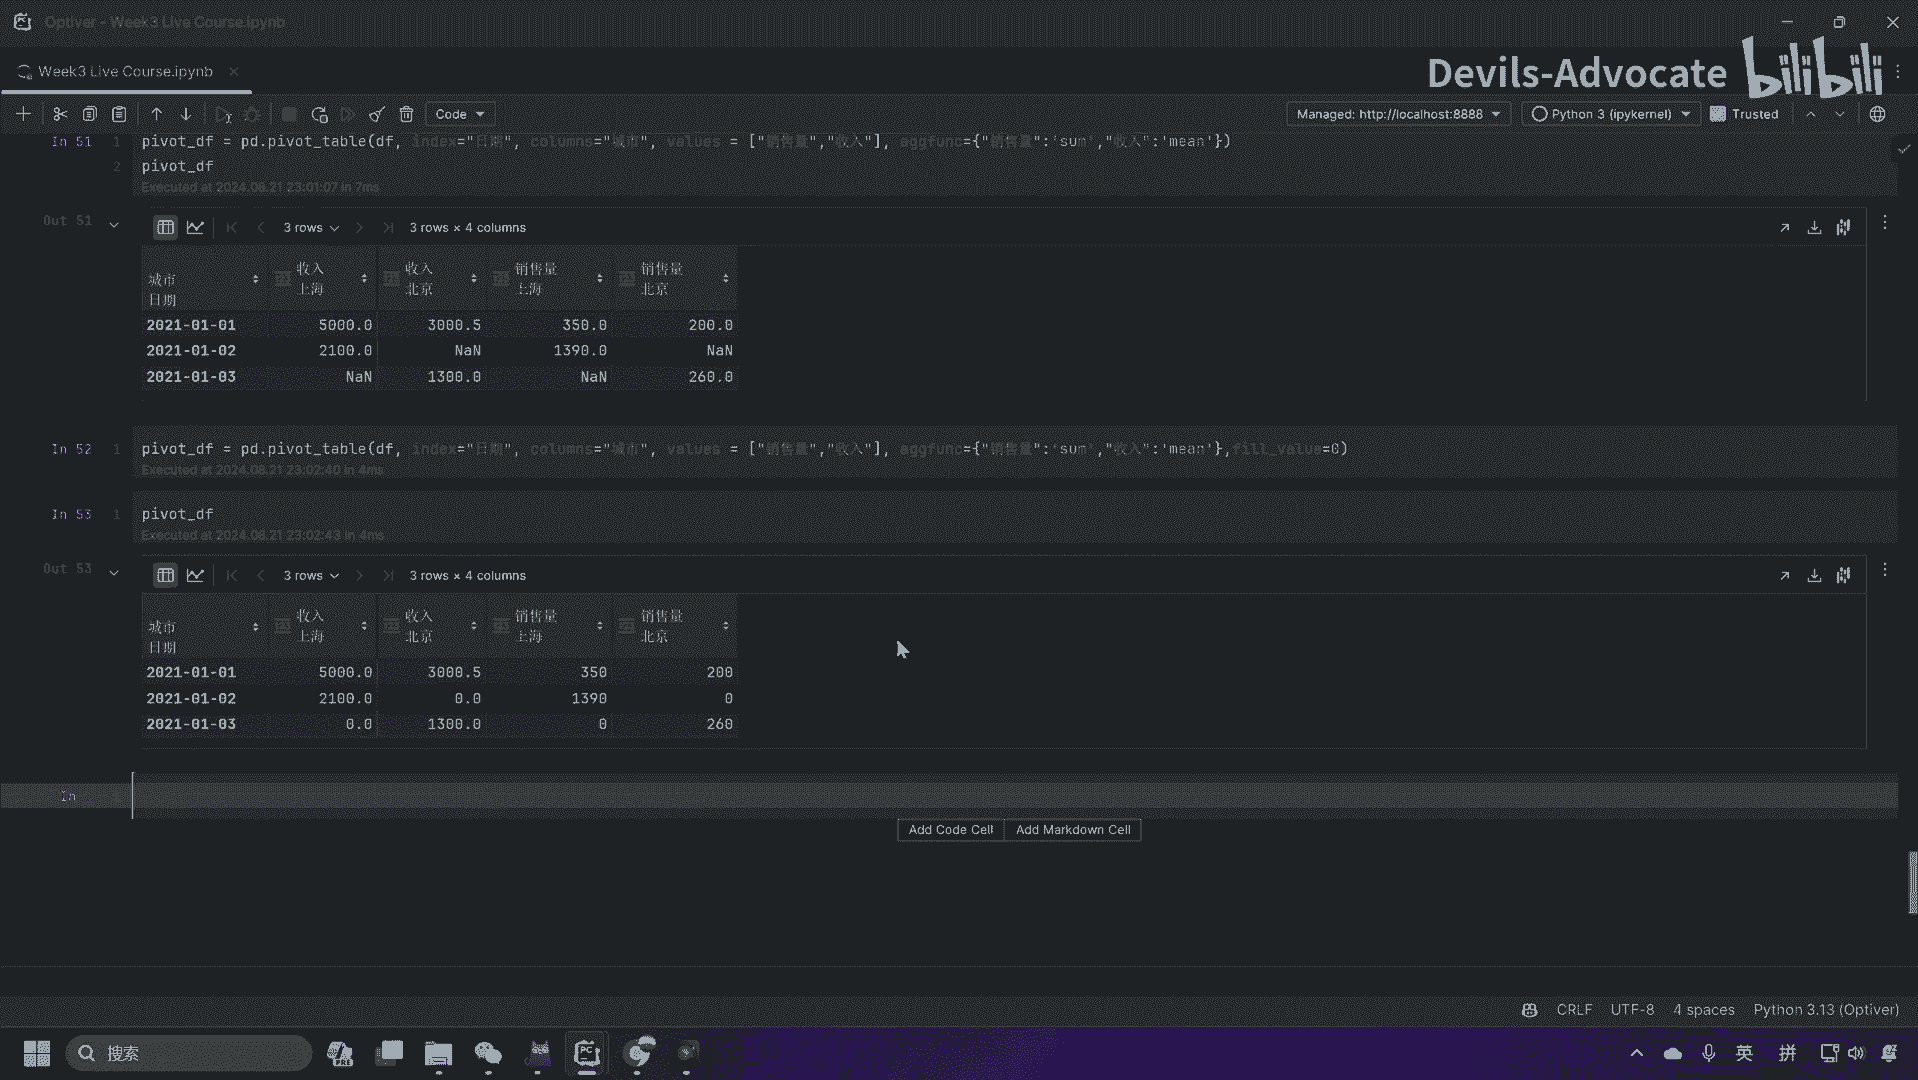 Optiver - Week3 Live Course.ipynb
Week3 Live Course.ipynb
Devils-Advocate bilibili
Code
Managed: http://localhost:8888
Python 3 (ipykernel)
Trusted
In 51
1 pivot_df = pd.pivot_table(df, index="日期", columns="城市", values = ["销售量","收入"], aggfunc={"销售量":'sum',"收入":'mean'})
2 pivot_df
Executed at 2024.08.21 23:01:07 in 7ms
Out 51
3 rows
3 rows × 4 columns
收入 收入 销售量 销售量
城市 上海 北京 上海 北京
日期
2021-01-01 5000.0 3000.5 350.0 200.0
2021-01-02 2100.0 NaN 1390.0 NaN
2021-01-03 NaN 1300.0 NaN 260.0
In 52
1 pivot_df = pd.pivot_table(df, index="日期", columns="城市", values = ["销售量","收入"], aggfunc={"销售量":'sum',"收入":'mean'},fill_value=0)
Executed at 2024.08.21 23:02:40 in 4ms
In 53
1 pivot_df
Executed at 2024.08.21 23:02:43 in 4ms
Out 53
3 rows
3 rows × 4 columns
收入 收入 销售量 销售量
城市 上海 北京 上海 北京
日期
2021-01-01 5000.0 3000.5 350 200
2021-01-02 2100.0 0.0 1390 0
2021-01-03 0.0 1300.0 0 260
In
Add Code Cell
Add Markdown Cell
CRLF
UTF-8
4 spaces
Python 3.13 (Optiver)
搜索
PRE
PC
英
拼